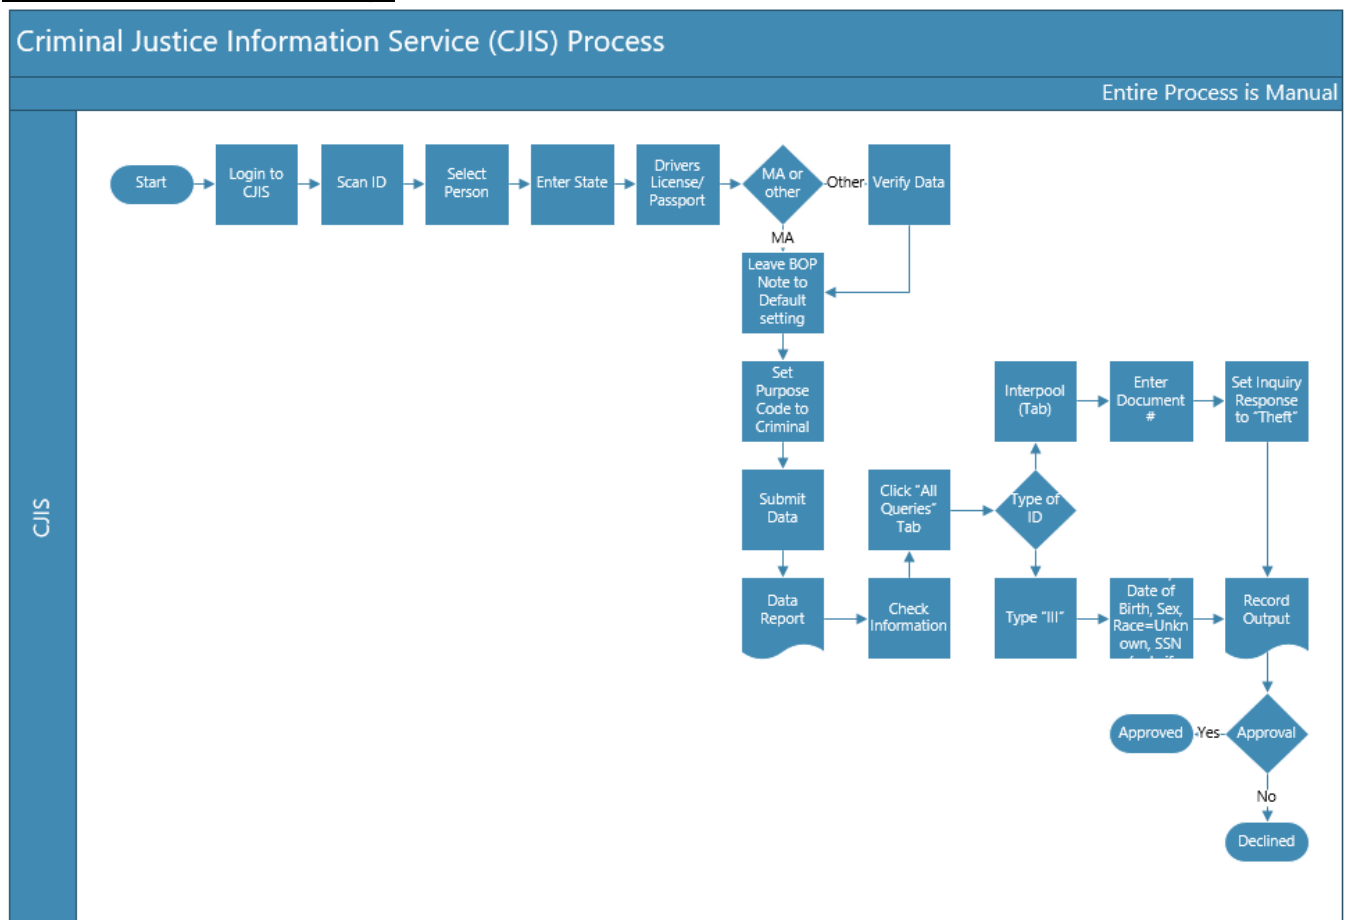 Criminal Justice Information Service (CJIS) Process
Entire Process is Manual
CJIS
Start
Login to
CJIS
Scan ID
Select
Person
Enter State
Drivers
License/
Passport
MA or
other
Other
Verify Data
MA
Leave BOP
Note to
Default
setting
Set
Purpose
Code to
Criminal
Submit
Data
Data
Report
Check
Information
Click "All
Queries"
Tab
Type of
ID
Interpool
(Tab)
Enter
Document
#
Set Inquiry
Response
to "Theft"
Type "III"
Date of
Birth, Sex,
Race=Unkn
own, SSN
Record
Output
Approval
Yes
Approved
No
Declined